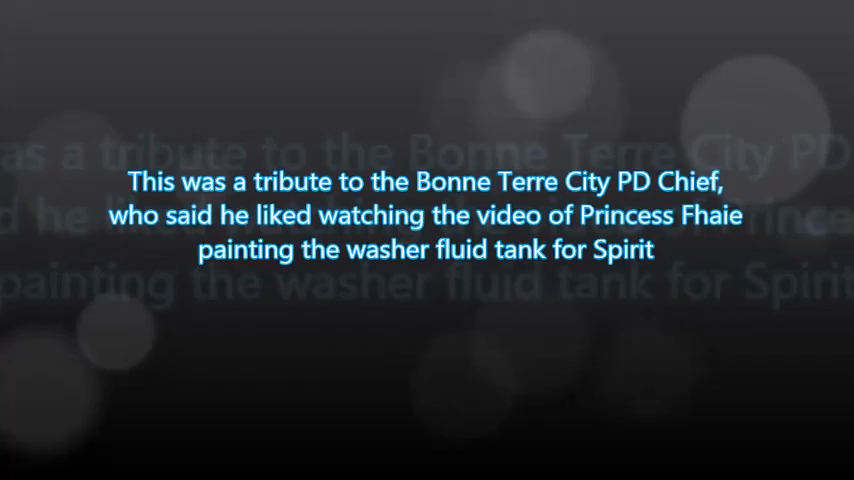 This was a tribute to the Bonne Terre City PD Chief,
who said he liked watching the video of Princess Fhaie
painting the washer fluid tank for Spirit